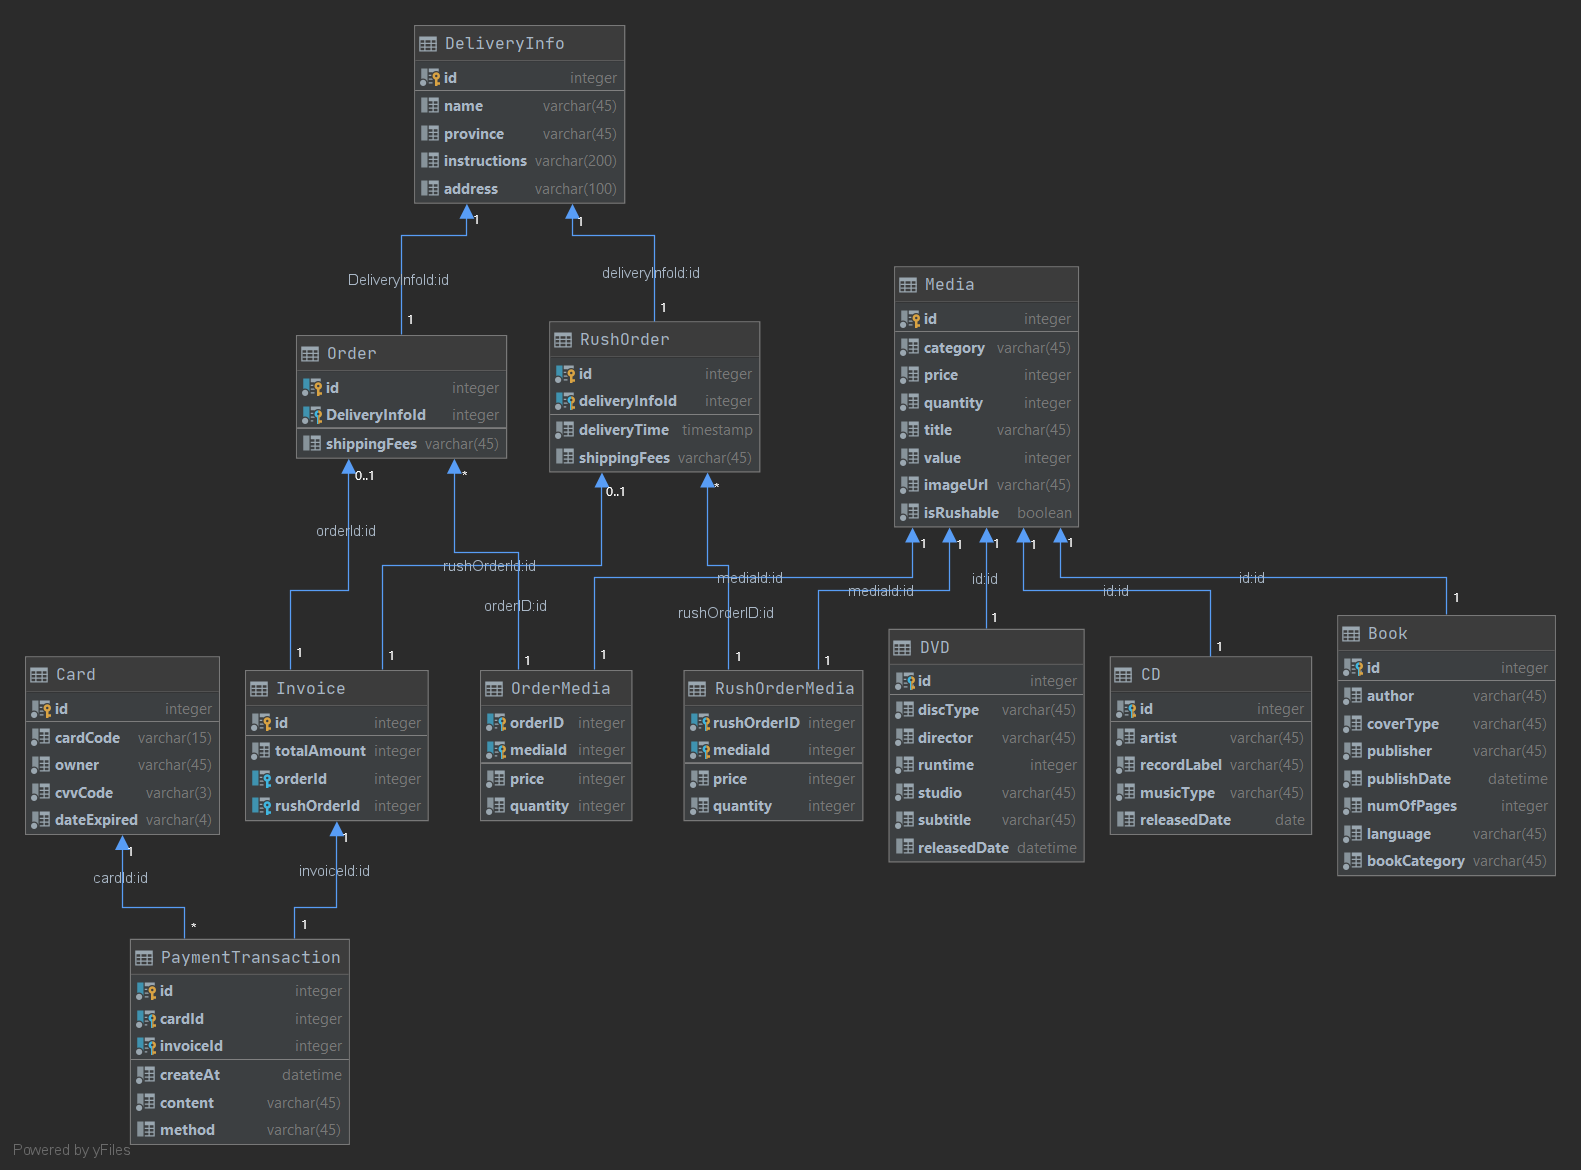 DeliveryInfo
id integer
name varchar(45)
province varchar(45)
instructions varchar(200)
address varchar(100)
1
1
DeliveryInfoId:id
deliveryInfoId:id
1
1
Order
id integer
DeliveryInfoId integer
shippingFees varchar(45)
0..1
*
RushOrder
id integer
deliveryInfoId integer
deliveryTime timestamp
shippingFees varchar(45)
0..1
*
Media
id integer
category varchar(45)
price integer
quantity integer
title varchar(45)
value integer
imageUrl varchar(45)
isRushable boolean
1
1
1
1
1
orderId:id
rushOrderId:id
orderID:id
rushOrderID:id
mediaId:id
mediaId:id
id:id
id:id
id:id
1
1
1
1
1
1
1
1
1
Card
id integer
cardCode varchar(15)
owner varchar(45)
cvvCode varchar(3)
dateExpired varchar(4)
1
Invoice
id integer
totalAmount integer
orderId integer
rushOrderId integer
1
OrderMedia
orderID integer
mediaId integer
price integer
quantity integer
RushOrderMedia
rushOrderID integer
mediaId integer
price integer
quantity integer
DVD
id integer
discType varchar(45)
director varchar(45)
runtime integer
studio varchar(45)
subtitle varchar(45)
releasedDate datetime
CD
id integer
artist varchar(45)
recordLabel varchar(45)
musicType varchar(45)
releasedDate date
Book
id integer
author varchar(45)
coverType varchar(45)
publisher varchar(45)
publishDate datetime
numOfPages integer
language varchar(45)
bookCategory varchar(45)
cardId:id
invoiceId:id
*
1
PaymentTransaction
id integer
cardId integer
invoiceId integer
createAt datetime
content varchar(45)
method varchar(45)
Powered by yFiles